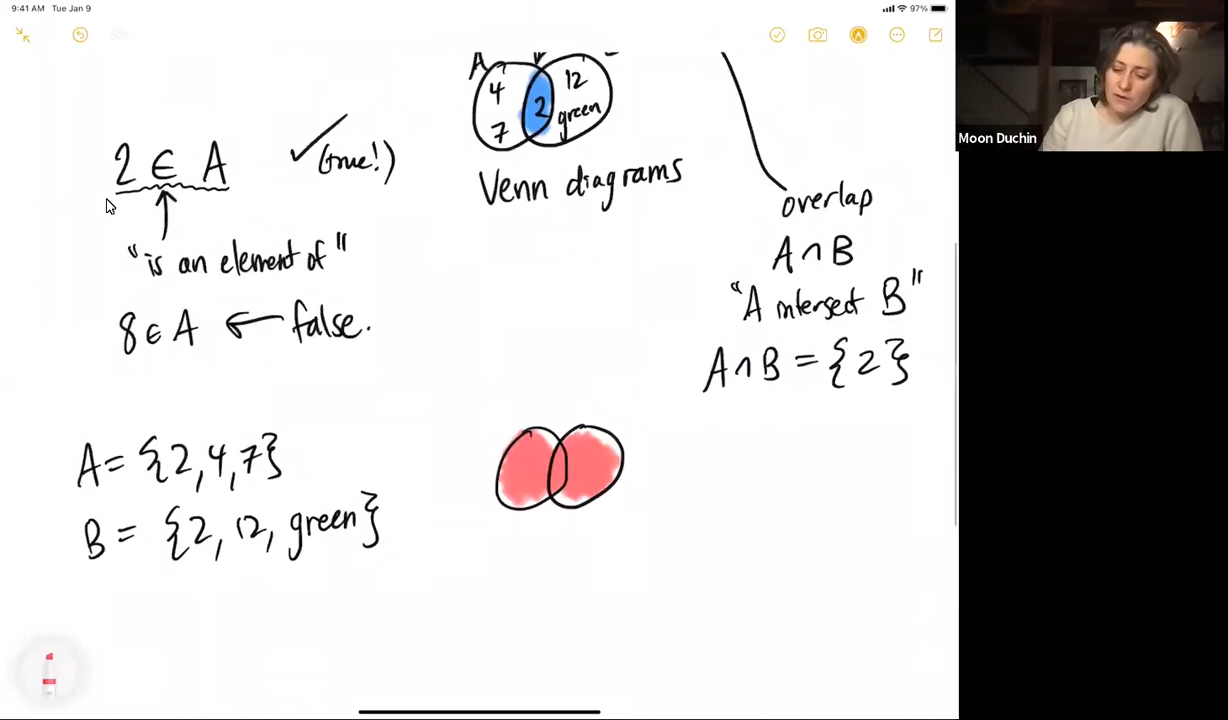 9:41 AM Tue Jan 9
97%
Moon Duchin
A
4
7
2
12
green
Venn diagrams
2 ∈ A ✓ (true!)
"is an element of"
8 ∈ A ← false.
overlap
A ∩ B
"A intersect B"
A ∩ B = {2}
A = {2, 4, 7}
B = {2, 12, green}